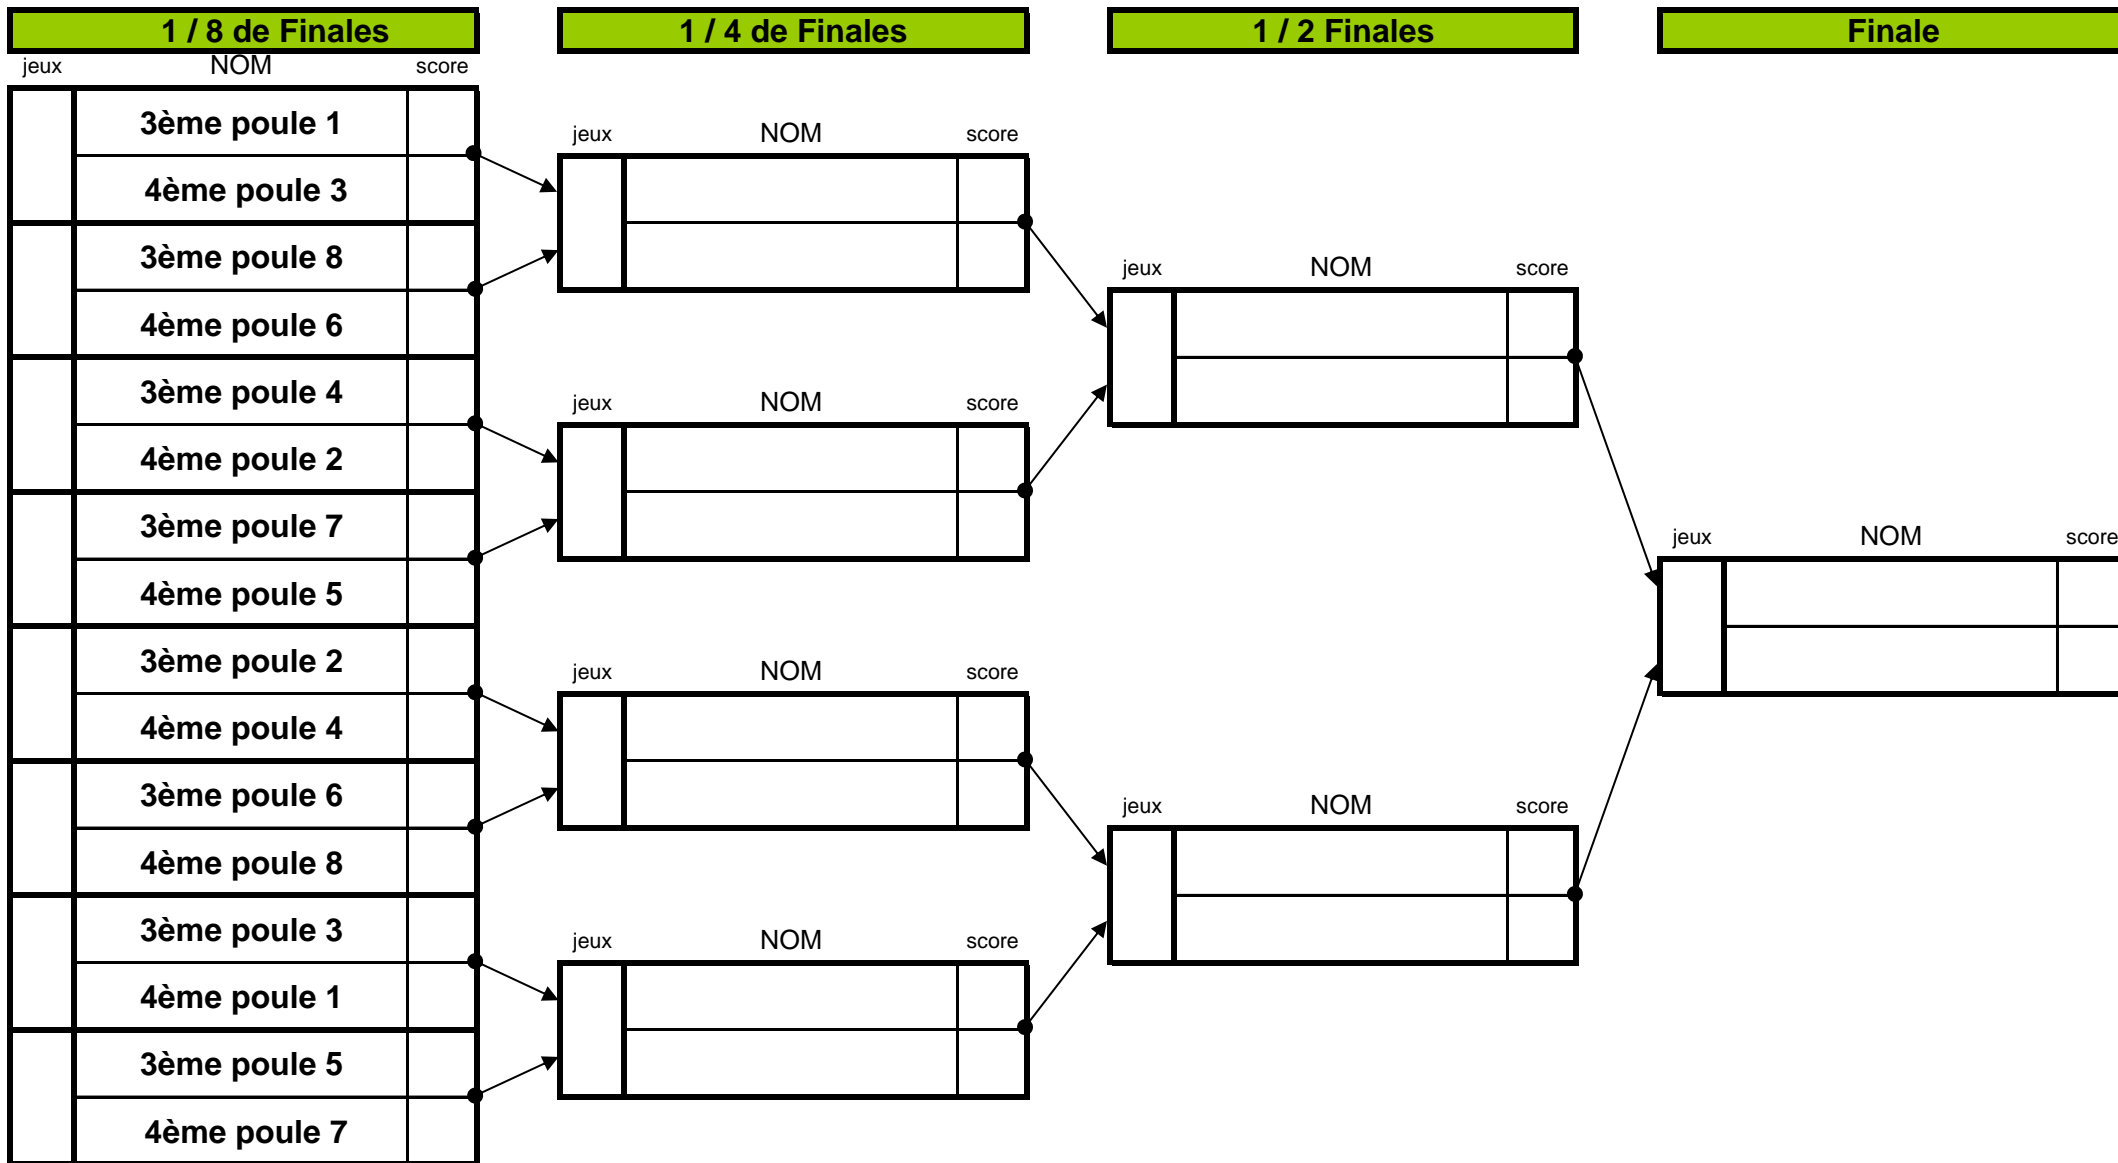 1 / 8 de Finales
1 / 4 de Finales
1 / 2 Finales
Finale
jeux NOM score
3ème poule 1
4ème poule 3
3ème poule 8
4ème poule 6
3ème poule 4
4ème poule 2
3ème poule 7
4ème poule 5
3ème poule 2
4ème poule 4
3ème poule 6
4ème poule 8
3ème poule 3
4ème poule 1
3ème poule 5
4ème poule 7
jeux NOM score
jeux NOM score
jeux NOM score
jeux NOM score
jeux NOM score
jeux NOM score
jeux NOM score